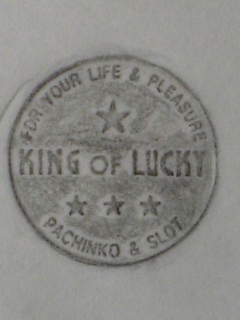 FOR YOUR LIFE & PLEASURE
KING OF LUCKY
PACHINKO & SLOT